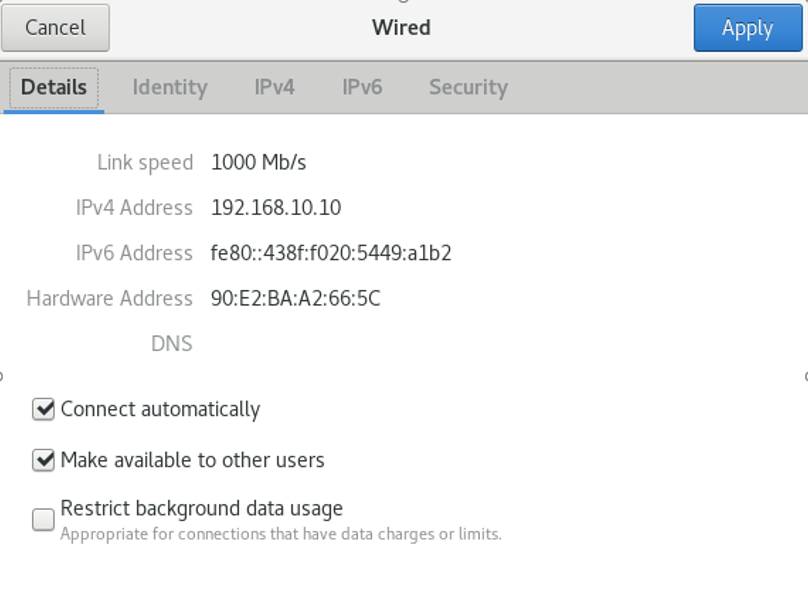 Cancel Wired Apply
Details Identity IPv4 IPv6 Security
Link speed 1000 Mb/s
IPv4 Address 192.168.10.10
IPv6 Address fe80::438f:f020:5449:a1b2
Hardware Address 90:E2:BA:A2:66:5C
DNS
Connect automatically
Make available to other users
Restrict background data usage
Appropriate for connections that have data charges or limits.